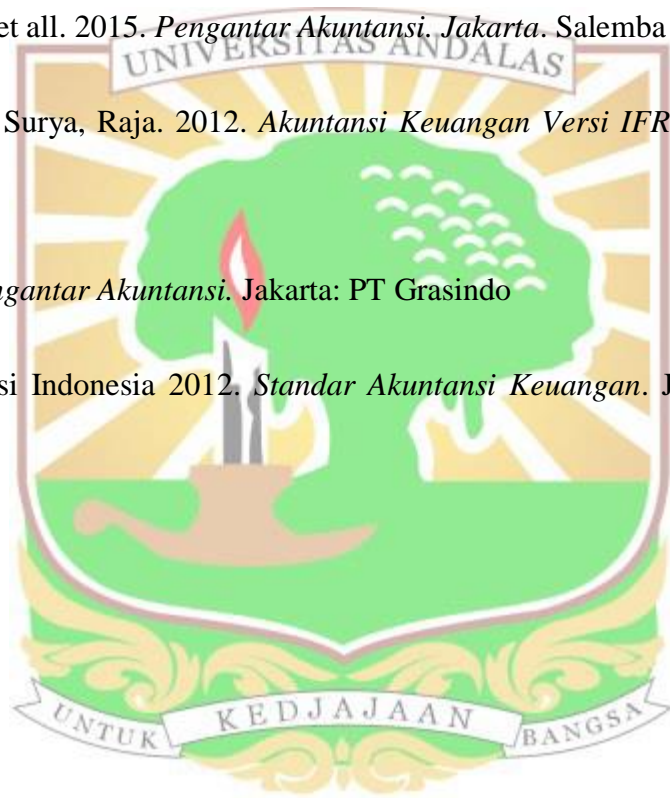 et all. 2015. Pengantar Akuntansi. Jakarta. Salemba
UNIVERSITAS ANDALAS
Surya, Raja. 2012. Akuntansi Keuangan Versi IFR
ngantar Akuntansi. Jakarta: PT Grasindo
si Indonesia 2012. Standar Akuntansi Keuangan. J
UNTUK KEDJAJAAN BANGSA